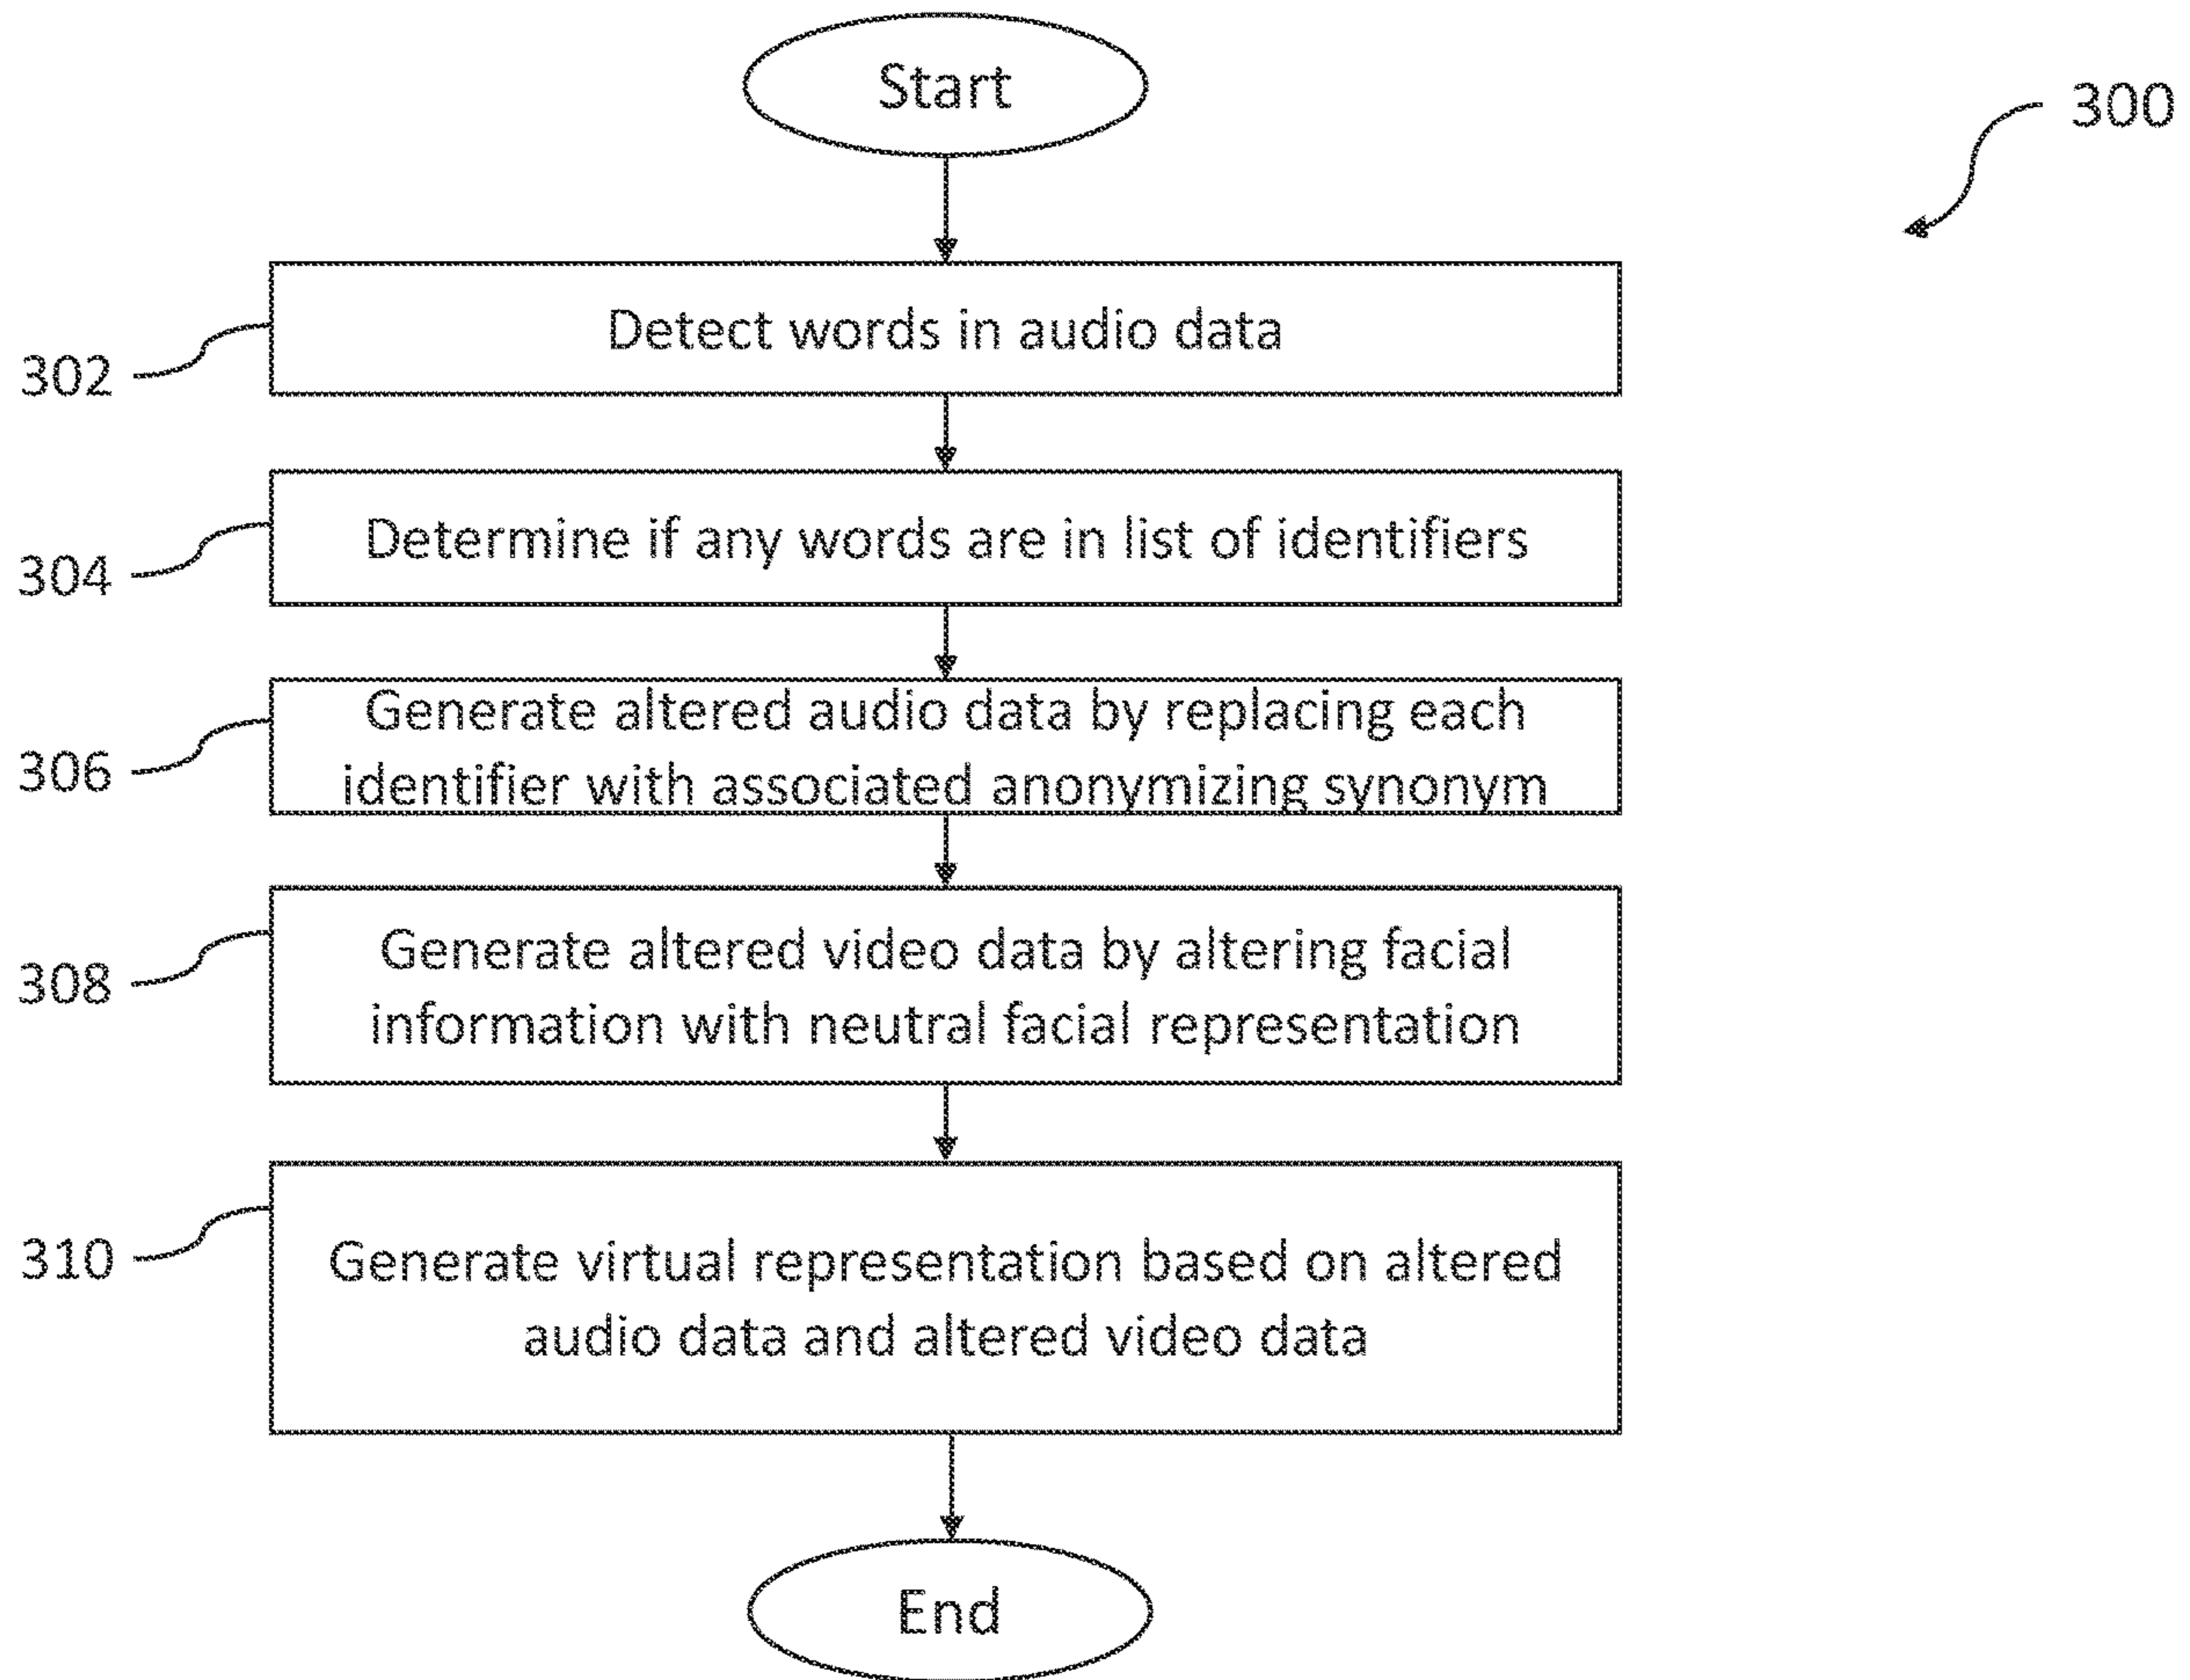 Start
300
Detect words in audio data
302
Determine if any words are in list of identifiers
304
Generate altered audio data by replacing each
identifier with associated anonymizing synonym
306
Generate altered video data by altering facial
information with neutral facial representation
308
Generate virtual representation based on altered
audio data and altered video data
310
End